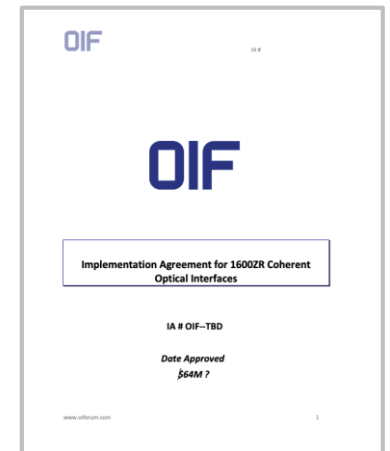 OIF
IA #
OIF
Implementation Agreement for 1600ZR Coherent
Optical Interfaces
IA # OIF--TBD
Date Approved
$64M ?
www.oiforum.com
1